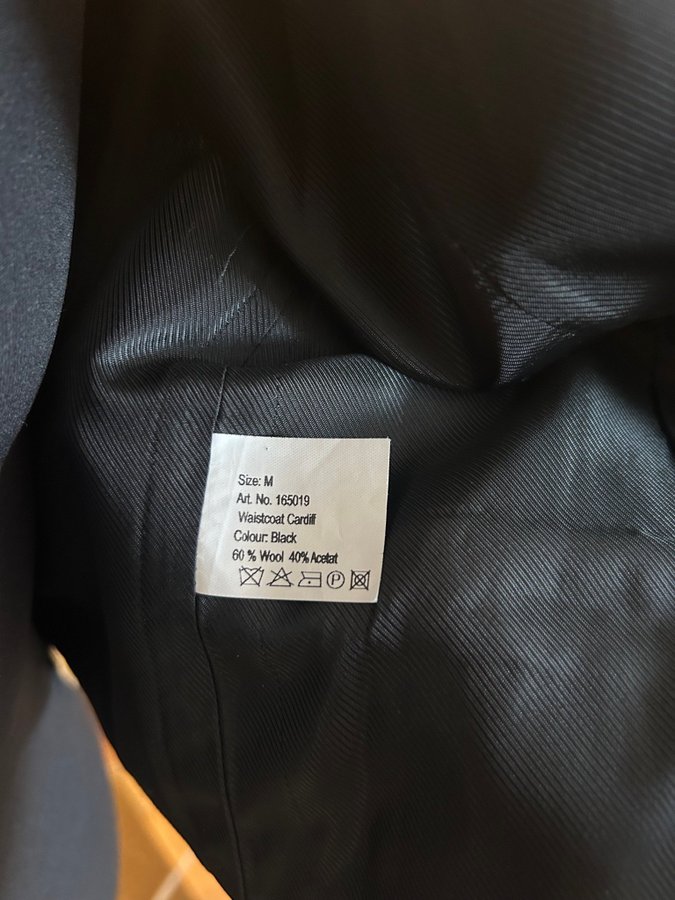 Size: M
Art. No. 165019
Waistcoat Cardiff
Colour: Black
60 % Wool 40% Acetat
P